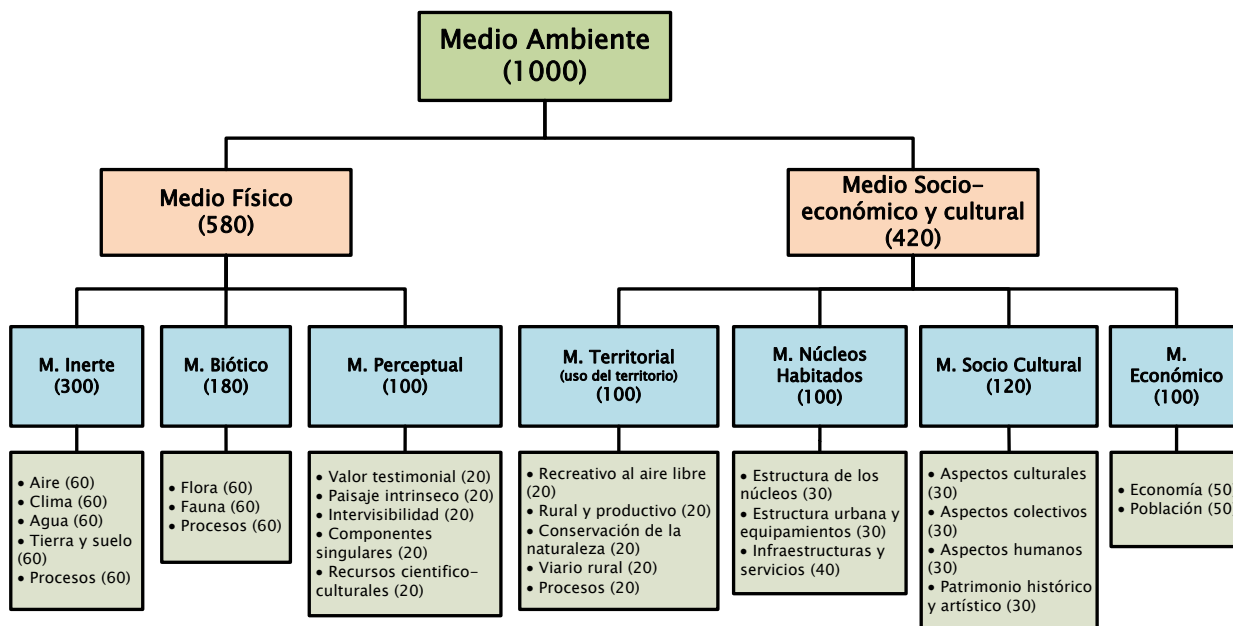 Medio Ambiente
(1000)
Medio Físico
(580)
Medio Socio-
económico y cultural
(420)
M. Inerte
(300)
M. Biótico
(180)
M. Perceptual
(100)
M. Territorial
(uso del territorio)
(100)
M. Núcleos
Habitados
(100)
M. Socio Cultural
(120)
M.
Económico
(100)
• Aire (60)
• Clima (60)
• Agua (60)
• Tierra y suelo
(60)
• Procesos (60)
• Flora (60)
• Fauna (60)
• Procesos (60)
• Valor testimonial (20)
• Paisaje intrinseco (20)
• Intervisibilidad (20)
• Componentes
singulares (20)
• Recursos cientifico-
culturales (20)
• Recreativo al aire libre
(20)
• Rural y productivo (20)
• Conservación de la
naturaleza (20)
• Viario rural (20)
• Procesos (20)
• Estructura de los
núcleos (30)
• Estructura urbana y
equipamientos (30)
• Infraestructuras y
servicios (40)
• Aspectos culturales
(30)
• Aspectos colectivos
(30)
• Aspectos humanos
(30)
• Patrimonio histórico
y artístico (30)
• Economía (50)
• Población (50)